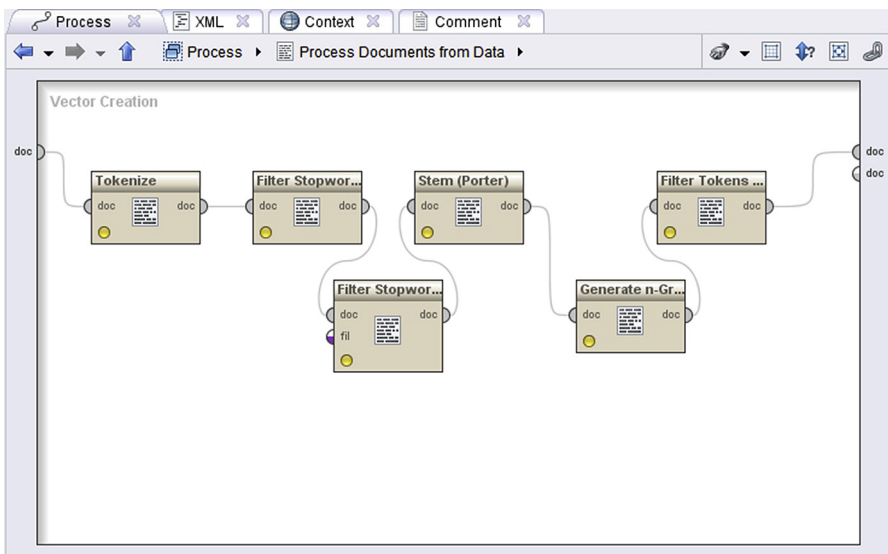 Process XML Context Comment
Process Process Documents from Data
Vector Creation
doc doc
doc
Tokenize Filter Stopwor... Stem (Porter) Filter Tokens ...
doc doc doc doc doc doc doc doc
Filter Stopwor... Generate n-Gr...
doc doc doc doc
fil